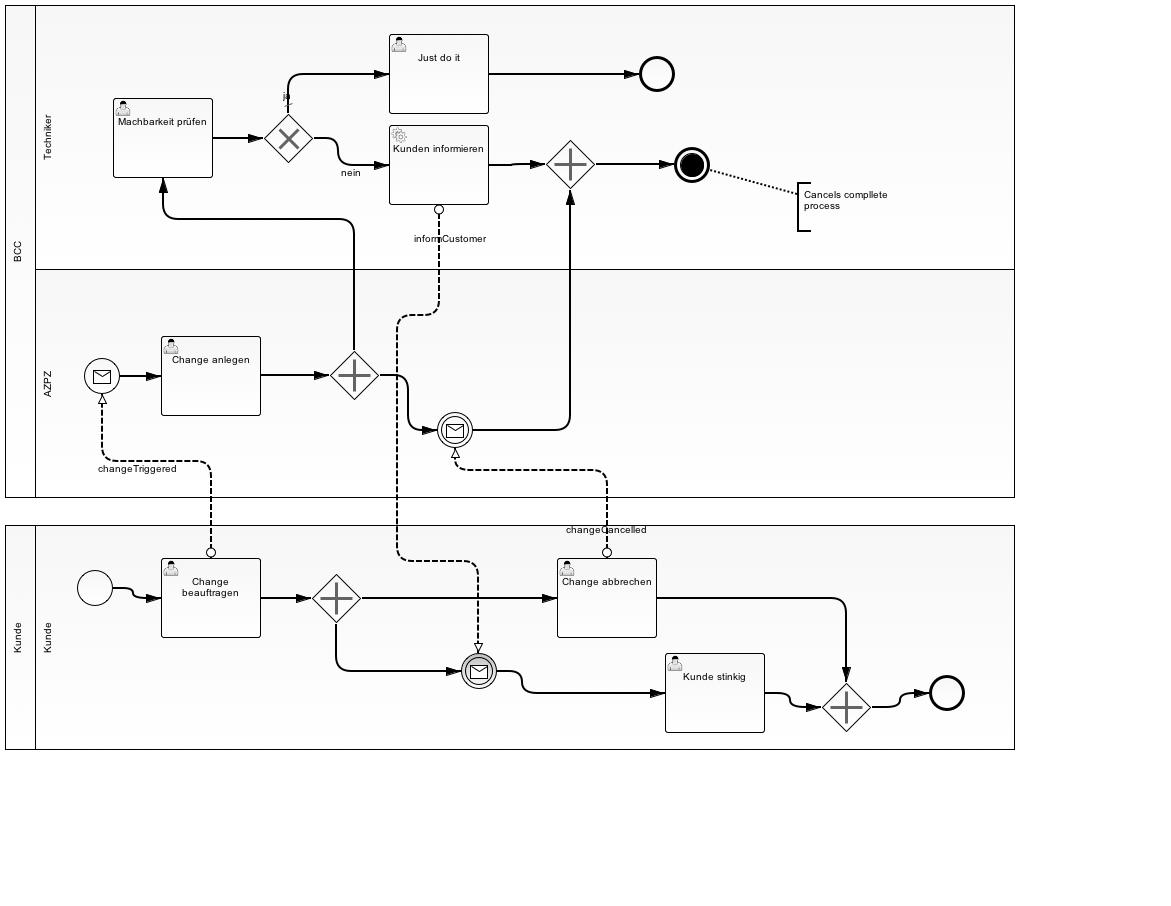 BCC
Techniker
Machbarkeit prüfen
ja
nein
Just do it
Kunden informieren
informCustomer
Cancels compllete
process
AZPZ
Change anlegen
changeTriggered
changeCancelled
Kunde
Kunde
Change
beauftragen
Change abbrechen
Kunde stinkig